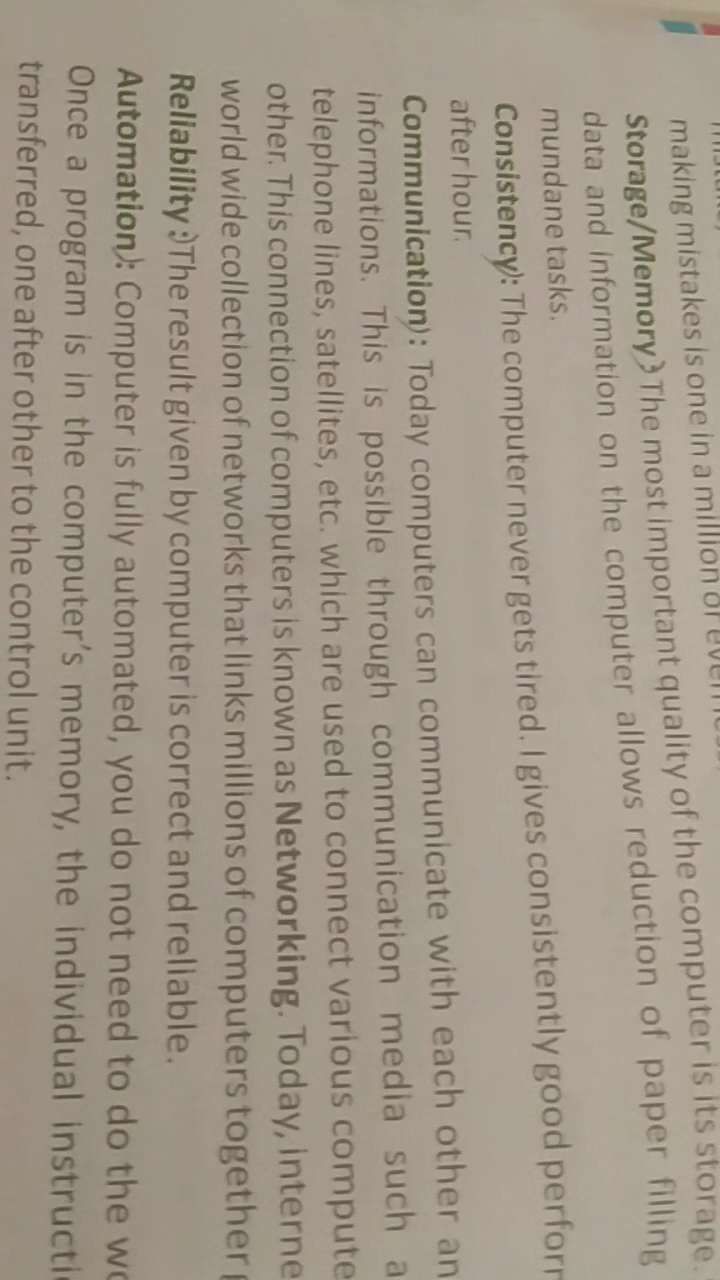 making mistakes is one in a million or even
Storage/Memory : The most important quality of the computer is its storage.
data and information on the computer allows reduction of paper filling
mundane tasks.
Consistency : The computer never gets tired. I gives consistently good perfor
after hour.
Communication : Today computers can communicate with each other an
informations. This is possible through communication media such a
telephone lines, satellites, etc. which are used to connect various compute
other. This connection of computers is known as Networking. Today, interne
world wide collection of networks that links millions of computers together
Reliability : The result given by computer is correct and reliable.
Automation : Computer is fully automated, you do not need to do the wo
Once a program is in the computer's memory, the individual instructi
transferred, one after other to the control unit.